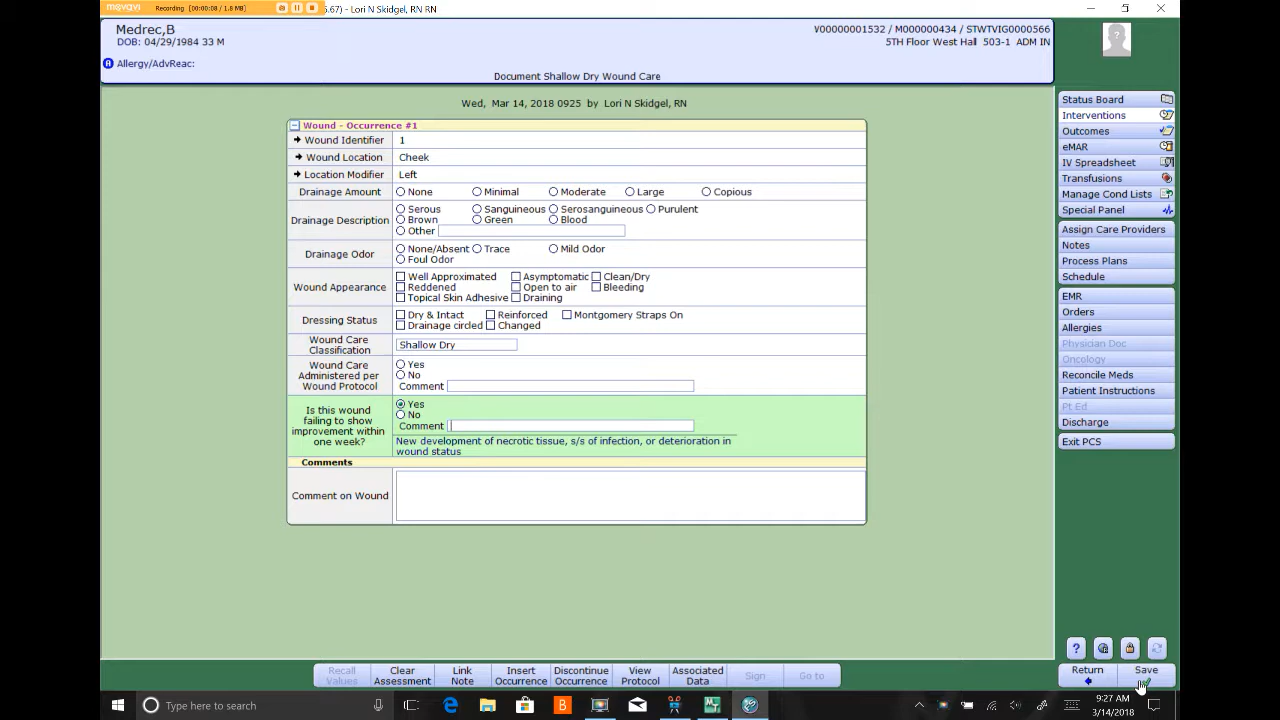 movavi Recording [00:00:08 / 1.8 MB] .67) - Lori N Skidgel, RN RN
Medrec,B
DOB: 04/29/1984 33 M
V00000001532 / M000000434 / STWTVIG0000566
5TH Floor West Hall 503-1 ADM IN
A Allergy/AdvReac:
Document Shallow Dry Wound Care
Wed, Mar 14, 2018 0925 by Lori N Skidgel, RN
Wound - Occurrence #1
Wound Identifier 1
Wound Location Cheek
Location Modifier Left
Drainage Amount None Minimal Moderate Large Copious
Drainage Description Serous Sanguineous Serosanguineous Purulent
Brown Green Blood
Other
Drainage Odor None/Absent Trace Mild Odor
Foul Odor
Wound Appearance Well Approximated Asymptomatic Clean/Dry
Reddened Open to air Bleeding
Topical Skin Adhesive Draining
Dressing Status Dry & Intact Reinforced Montgomery Straps On
Drainage circled Changed
Wound Care
Classification
Shallow Dry
Wound Care
Administered per
Wound Protocol
Yes
No
Comment
Is this wound
failing to show
improvement within
one week?
Yes
No
Comment
New development of necrotic tissue, s/s of infection, or deterioration in
wound status
Comments
Comment on Wound
Status Board
Interventions
Outcomes
eMAR
IV Spreadsheet
Transfusions
Manage Cond Lists
Special Panel
Assign Care Providers
Notes
Process Plans
Schedule
EMR
Orders
Allergies
Physician Doc
Oncology
Reconcile Meds
Patient Instructions
Pt Ed
Discharge
Exit PCS
?
Recall
Values
Clear
Assessment
Link
Note
Insert
Occurrence
Discontinue
Occurrence
View
Protocol
Associated
Data
Sign
Go to
Return
Save
Type here to search
9:27 AM
3/14/2018